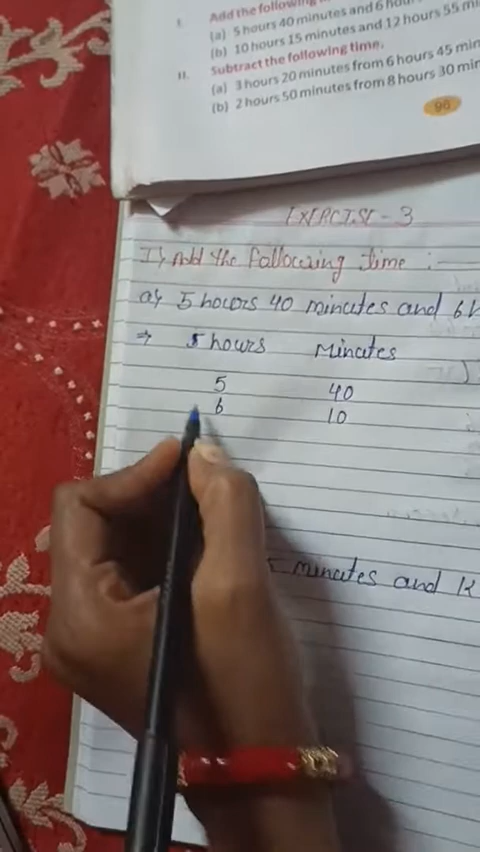 I. Add the following
(a) 5 hours 40 minutes and 6 hou
(b) 10 hours 15 minutes and 12 hours 55 mi
II. Subtract the following time.
(a) 3 hours 20 minutes from 6 hours 45 min
(b) 2 hours 50 minutes from 8 hours 30 min
96
EXERCISE - 3
I) Add the following time :-
a) 5 hours 40 minutes and 6 h
⇒ hours Minutes
5 40
6 10
minutes and 12